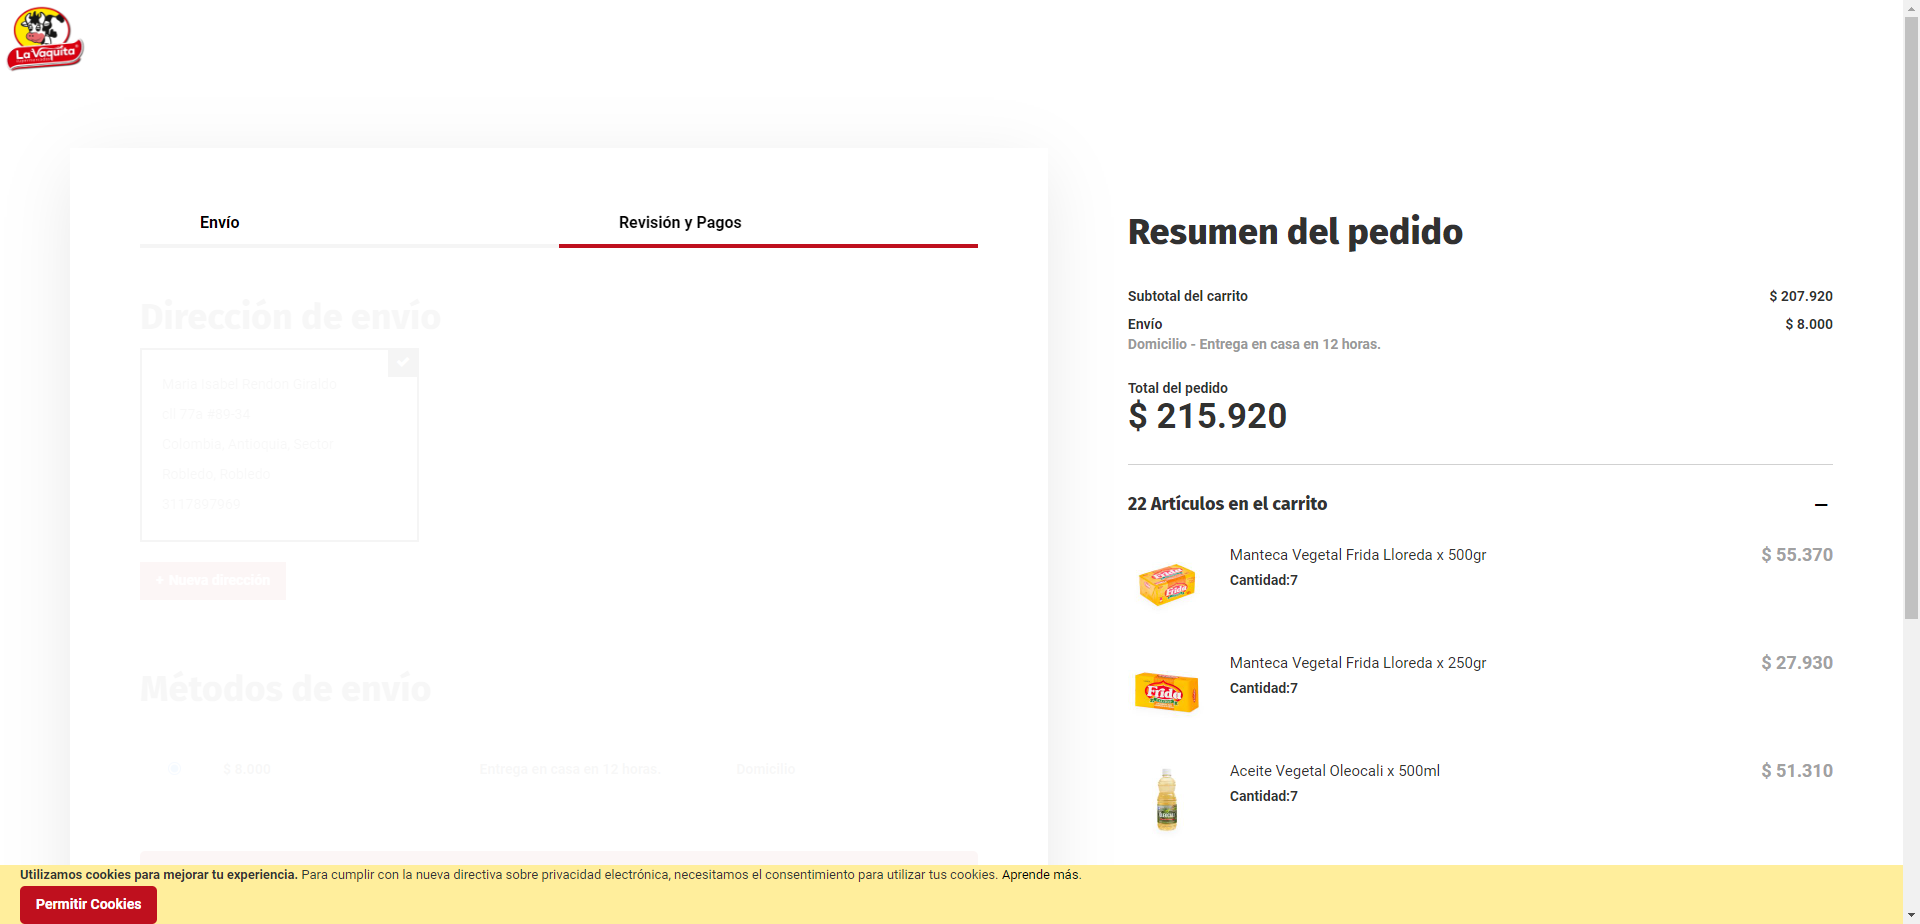 La Vaquita
Envío
Revisión y Pagos
Dirección de envío
Maria Isabel Rendon Giraldo
cll 77a #89-34
Colombia, Antioquia, Sector
Robledo, Robledo
3117897969
+ Nueva dirección
Métodos de envío
$ 8.000 Entrega en casa en 12 horas. Domicilio
Resumen del pedido
Subtotal del carrito $ 207.920
Envío $ 8.000
Domicilio - Entrega en casa en 12 horas.
Total del pedido
$ 215.920
22 Artículos en el carrito
Manteca Vegetal Frida Lloreda x 500gr $ 55.370
Cantidad:7
Frida
Manteca Vegetal Frida Lloreda x 250gr $ 27.930
Cantidad:7
Frida
Aceite Vegetal Oleocali x 500ml $ 51.310
Cantidad:7
Utilizamos cookies para mejorar tu experiencia. Para cumplir con la nueva directiva sobre privacidad electrónica, necesitamos el consentimiento para utilizar tus cookies. Aprende más.
Permitir Cookies